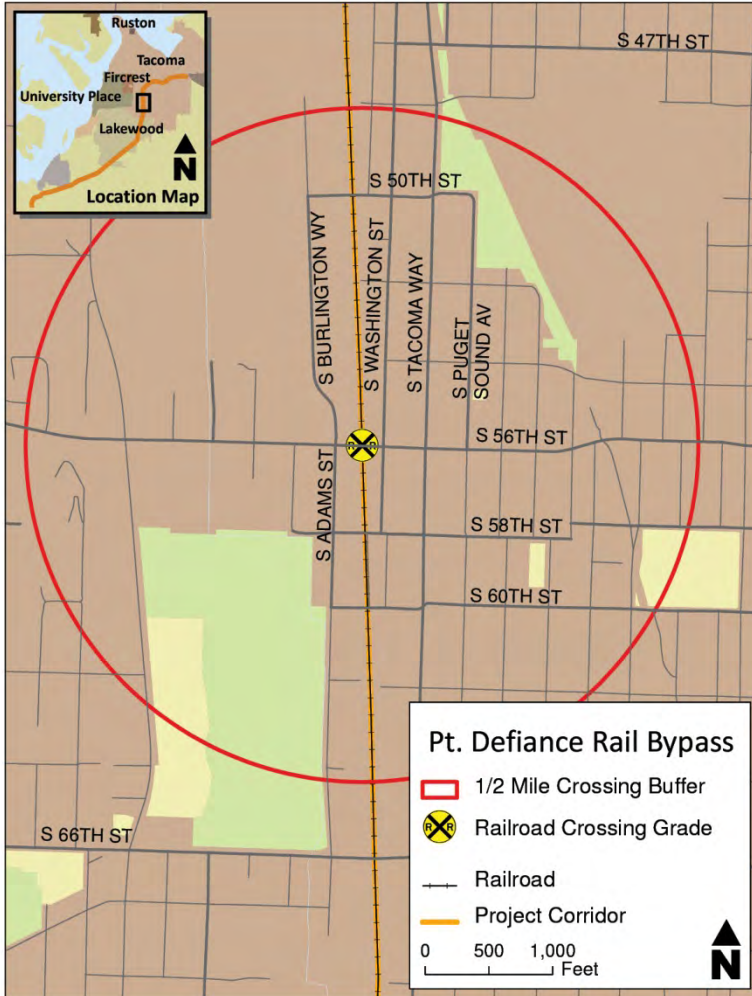 Ruston
Tacoma
Fircrest
University Place
Lakewood
N
Location Map
S 47TH ST
S 50TH ST
S BURLINGTON WY
S WASHINGTON ST
S TACOMA WAY
S PUGET
SOUND AV
S 56TH ST
S ADAMS ST
S 58TH ST
S 60TH ST
S 66TH ST
R R
Pt. Defiance Rail Bypass
1/2 Mile Crossing Buffer
R R
Railroad Crossing Grade
Railroad
Project Corridor
0 500 1,000
Feet
N